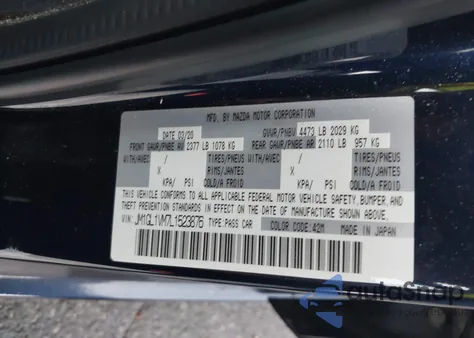 MFG. BY MAZDA MOTOR CORPORATION
DATE 03/20 GVWR/PNBV 4473 LB 2029 KG
FRONT GAWR/PNBE AV 2377 LB 1078 KG REAR GAWR/PNBE AR 2110 LB 957 KG
WITH/AVEC / TIRES/PNEUS WITH/AVEC / TIRES/PNEUS
X RIMS/JANTES X RIMS/JANTES
KPA/ PSI COLD/A FROID KPA/ PSI COLD/A FROID
THIS VEHICLE CONFORMS TO ALL APPLICABLE FEDERAL MOTOR VEHICLE SAFETY, BUMPER, AND
THEFT PREVENTION STANDARDS IN EFFECT ON THE DATE OF MANUFACTURE SHOWN ABOVE.
VIN: JM1GL1VM7L1523876 TYPE: PASS CAR COLOR CODE: 42M MADE IN JAPAN
autosnap